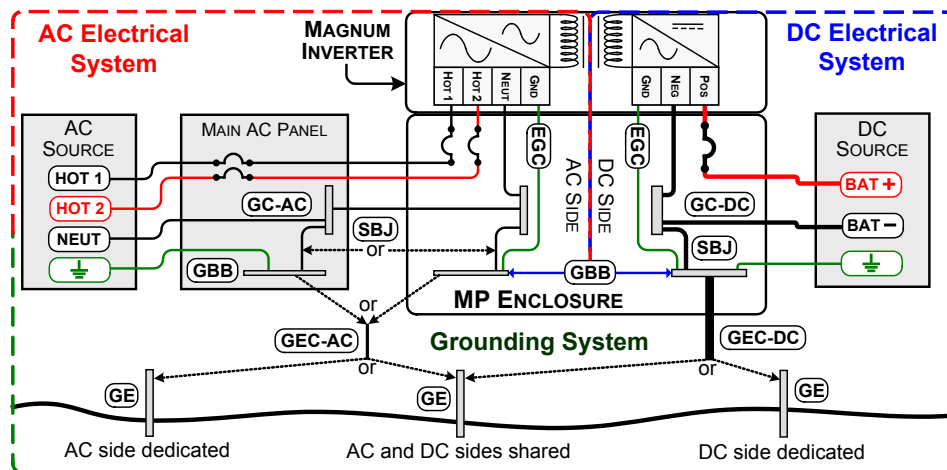 AC Electrical
System
MAGNUM
INVERTER
DC Electrical
System
HOT 1
HOT 2
NEUT
GND
GND
NEG
POS
AC
SOURCE
MAIN AC PANEL
EGC
AC SIDE
DC SIDE
EGC
DC
SOURCE
HOT 1
HOT 2
NEUT
GC-AC
SBJ
or
GBB
GC-DC
SBJ
BAT +
BAT –
GBB
MP ENCLOSURE
or
GEC-AC
or
Grounding System
GEC-DC
or
GE
GE
GE
AC side dedicated
AC and DC sides shared
DC side dedicated